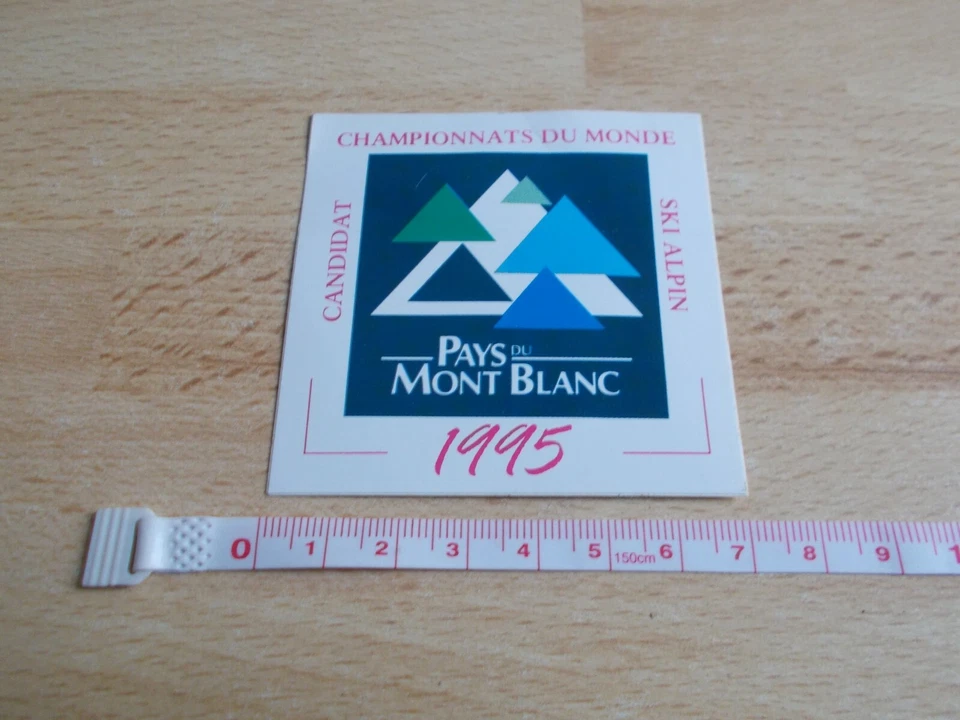 CHAMPIONNATS DU MONDE
CANDIDAT
SKI ALPIN
PAYS DU
MONT BLANC
1995
0 1 2 3 4 5 150cm 6 7 8 9 1